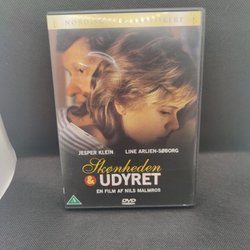 JESPER KLEIN LINE ARLIEN-SØBORG
Skønheden
& UDYRET
EN FILM AF NILS MALMROS
DVD